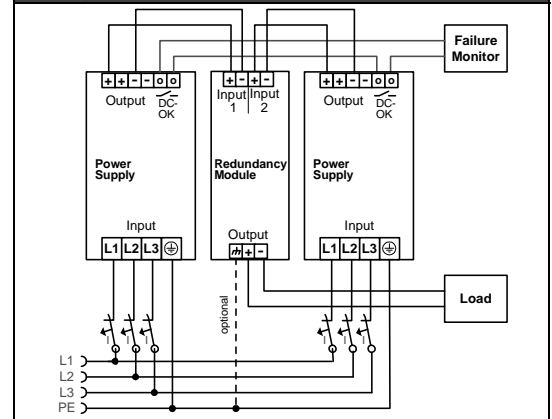 Failure
Monitor
+ + - - o o
+ - + -
+ + - - o o
Output DC-
OK
Input Input
1 2
Output DC-
OK
Power
Supply
Redundancy
Module
Power
Supply
Input
Output
Input
L1 L2 L3
+ -
L1 L2 L3
optional
Load
I I I
I I I
L1
L2
L3
PE